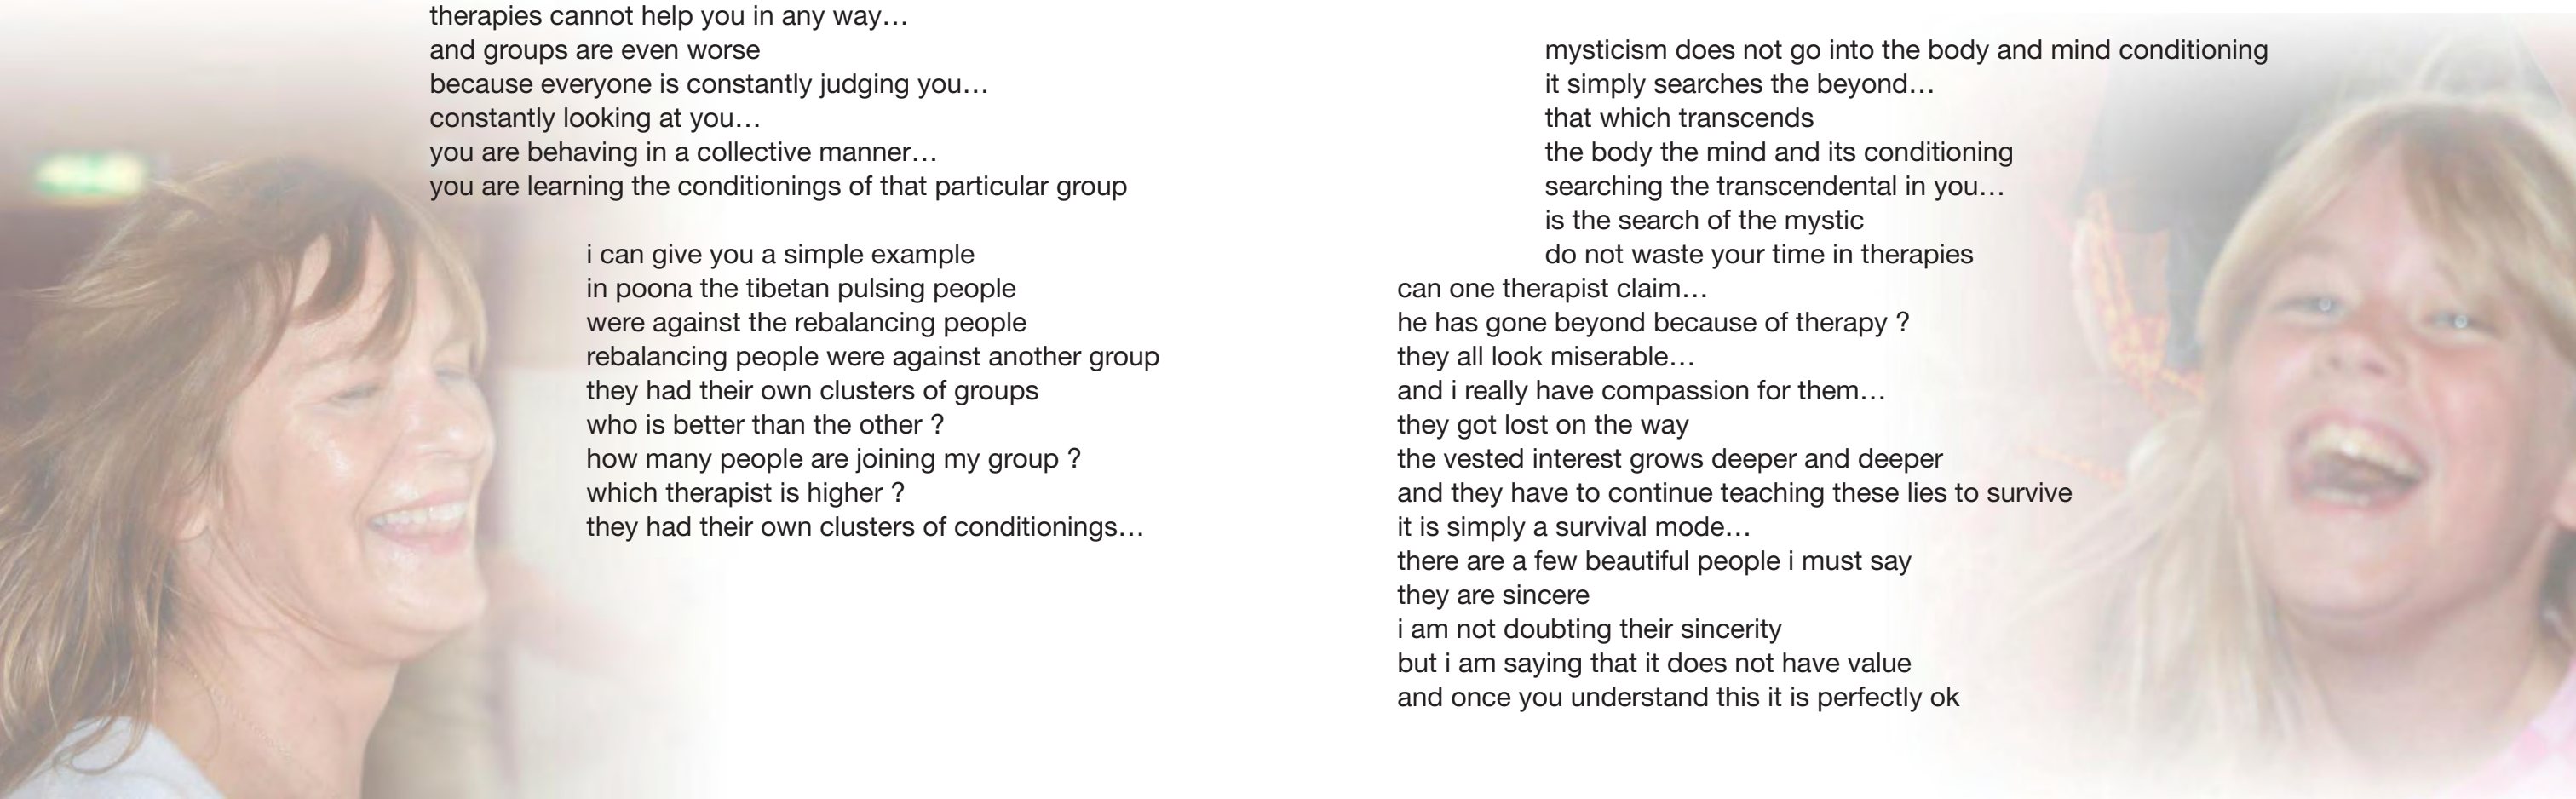 therapies cannot help you in any way…
and groups are even worse
because everyone is constantly judging you…
constantly looking at you…
you are behaving in a collective manner…
you are learning the conditionings of that particular group
i can give you a simple example
in poona the tibetan pulsing people
were against the rebalancing people
rebalancing people were against another group
they had their own clusters of groups
who is better than the other ?
how many people are joining my group ?
which therapist is higher ?
they had their own clusters of conditionings…
mysticism does not go into the body and mind conditioning
it simply searches the beyond…
that which transcends
the body the mind and its conditioning
searching the transcendental in you…
is the search of the mystic
do not waste your time in therapies
can one therapist claim…
he has gone beyond because of therapy ?
they all look miserable…
and i really have compassion for them…
they got lost on the way
the vested interest grows deeper and deeper
and they have to continue teaching these lies to survive
it is simply a survival mode…
there are a few beautiful people i must say
they are sincere
i am not doubting their sincerity
but i am saying that it does not have value
and once you understand this it is perfectly ok